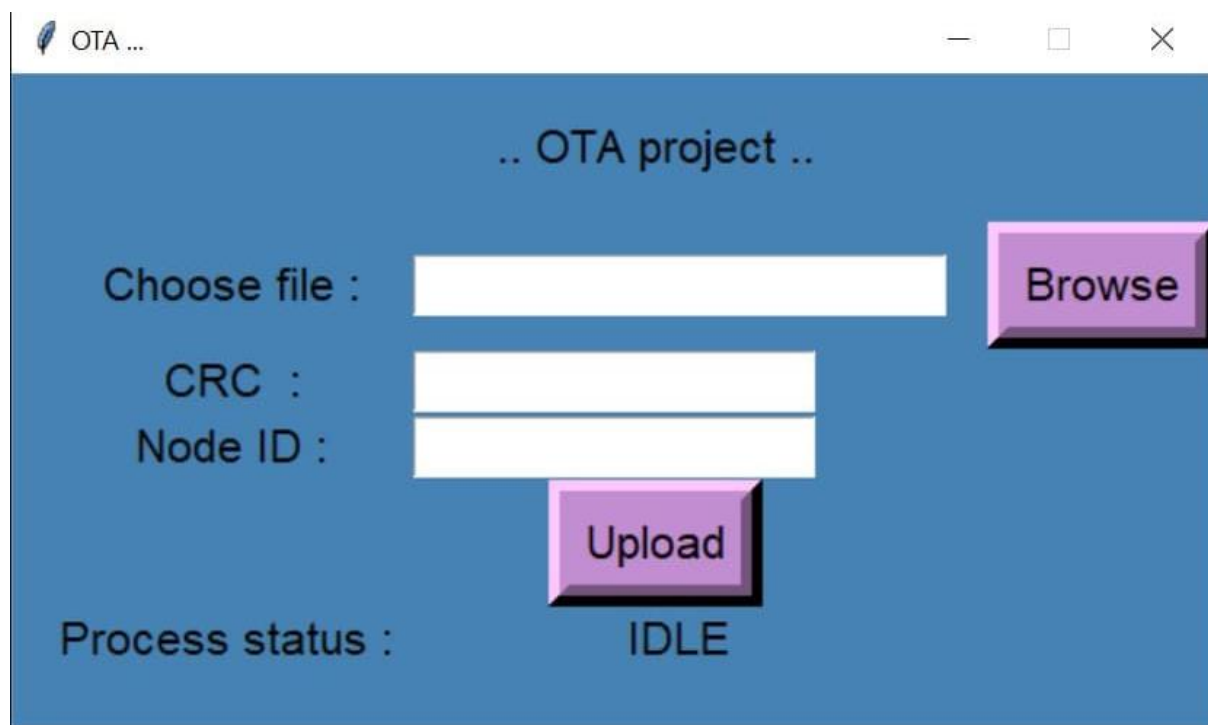 OTA ...
.. OTA project ..
Choose file : Browse
CRC :
Node ID :
Upload
Process status : IDLE